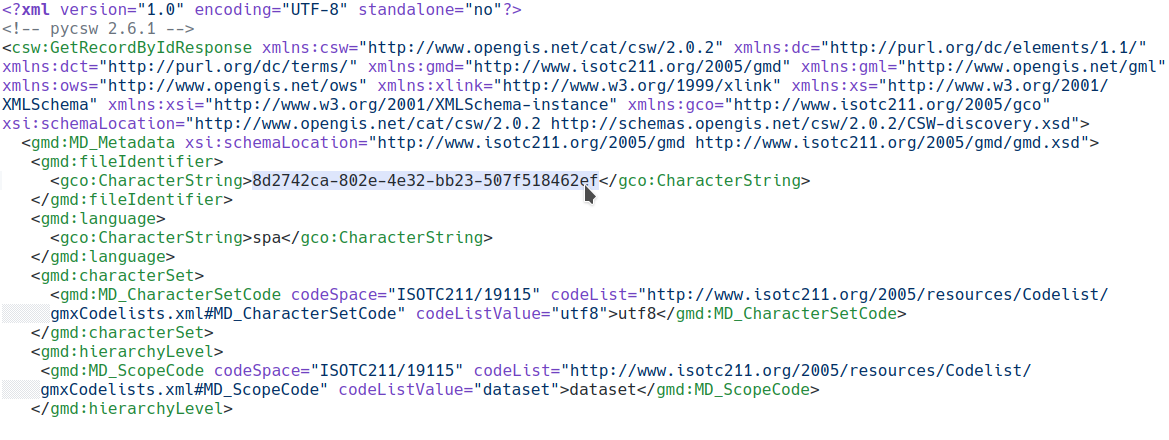 <?xml version="1.0" encoding="UTF-8" standalone="no"?>
<!-- pycsw 2.6.1 -->
<csw:GetRecordByIdResponse xmlns:csw="http://www.opengis.net/cat/csw/2.0.2" xmlns:dc="http://purl.org/dc/elements/1.1/"
xmlns:dct="http://purl.org/dc/terms/" xmlns:gmd="http://www.isotc211.org/2005/gmd" xmlns:gml="http://www.opengis.net/gml"
xmlns:ows="http://www.opengis.net/ows" xmlns:xlink="http://www.w3.org/1999/xlink" xmlns:xs="http://www.w3.org/2001/
XMLSchema" xmlns:xsi="http://www.w3.org/2001/XMLSchema-instance" xmlns:gco="http://www.isotc211.org/2005/gco"
xsi:schemaLocation="http://www.opengis.net/cat/csw/2.0.2 http://schemas.opengis.net/csw/2.0.2/CSW-discovery.xsd">
<gmd:MD_Metadata xsi:schemaLocation="http://www.isotc211.org/2005/gmd http://www.isotc211.org/2005/gmd/gmd.xsd">
<gmd:fileIdentifier>
<gco:CharacterString>8d2742ca-802e-4e32-bb23-507f518462ef</gco:CharacterString>
</gmd:fileIdentifier>
<gmd:language>
<gco:CharacterString>spa</gco:CharacterString>
</gmd:language>
<gmd:characterSet>
<gmd:MD_CharacterSetCode codeSpace="ISOTC211/19115" codeList="http://www.isotc211.org/2005/resources/Codelist/
gmxCodelists.xml#MD_CharacterSetCode" codeListValue="utf8">utf8</gmd:MD_CharacterSetCode>
</gmd:characterSet>
<gmd:hierarchyLevel>
<gmd:MD_ScopeCode codeSpace="ISOTC211/19115" codeList="http://www.isotc211.org/2005/resources/Codelist/
gmxCodelists.xml#MD_ScopeCode" codeListValue="dataset">dataset</gmd:MD_ScopeCode>
</gmd:hierarchyLevel>